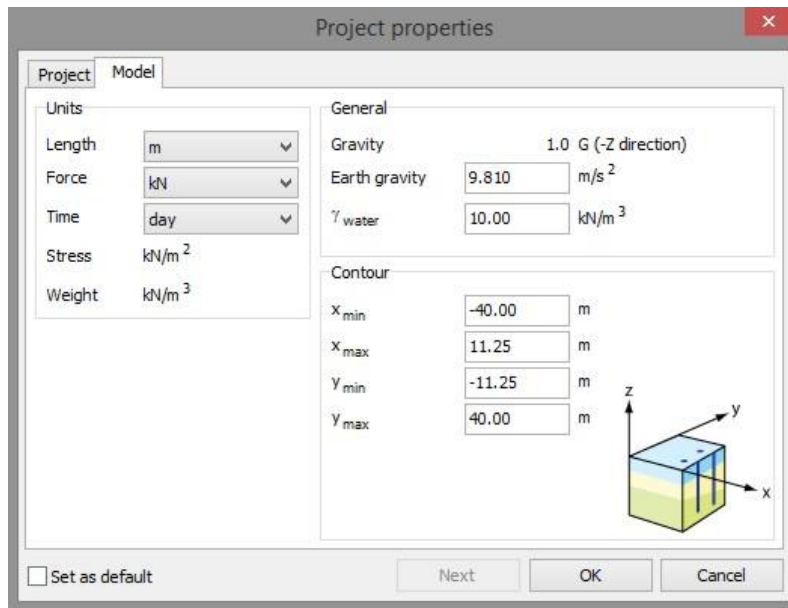 Project properties
Project Model
Units
Length m
Force kN
Time day
Stress kN/m 2
Weight kN/m 3
General
Gravity 1.0 G (-Z direction)
Earth gravity 9.810 m/s 2
γ water 10.00 kN/m 3
Contour
x min -40.00 m
x max 11.25 m
y min -11.25 m
y max 40.00 m
z
y
x
Set as default Next OK Cancel